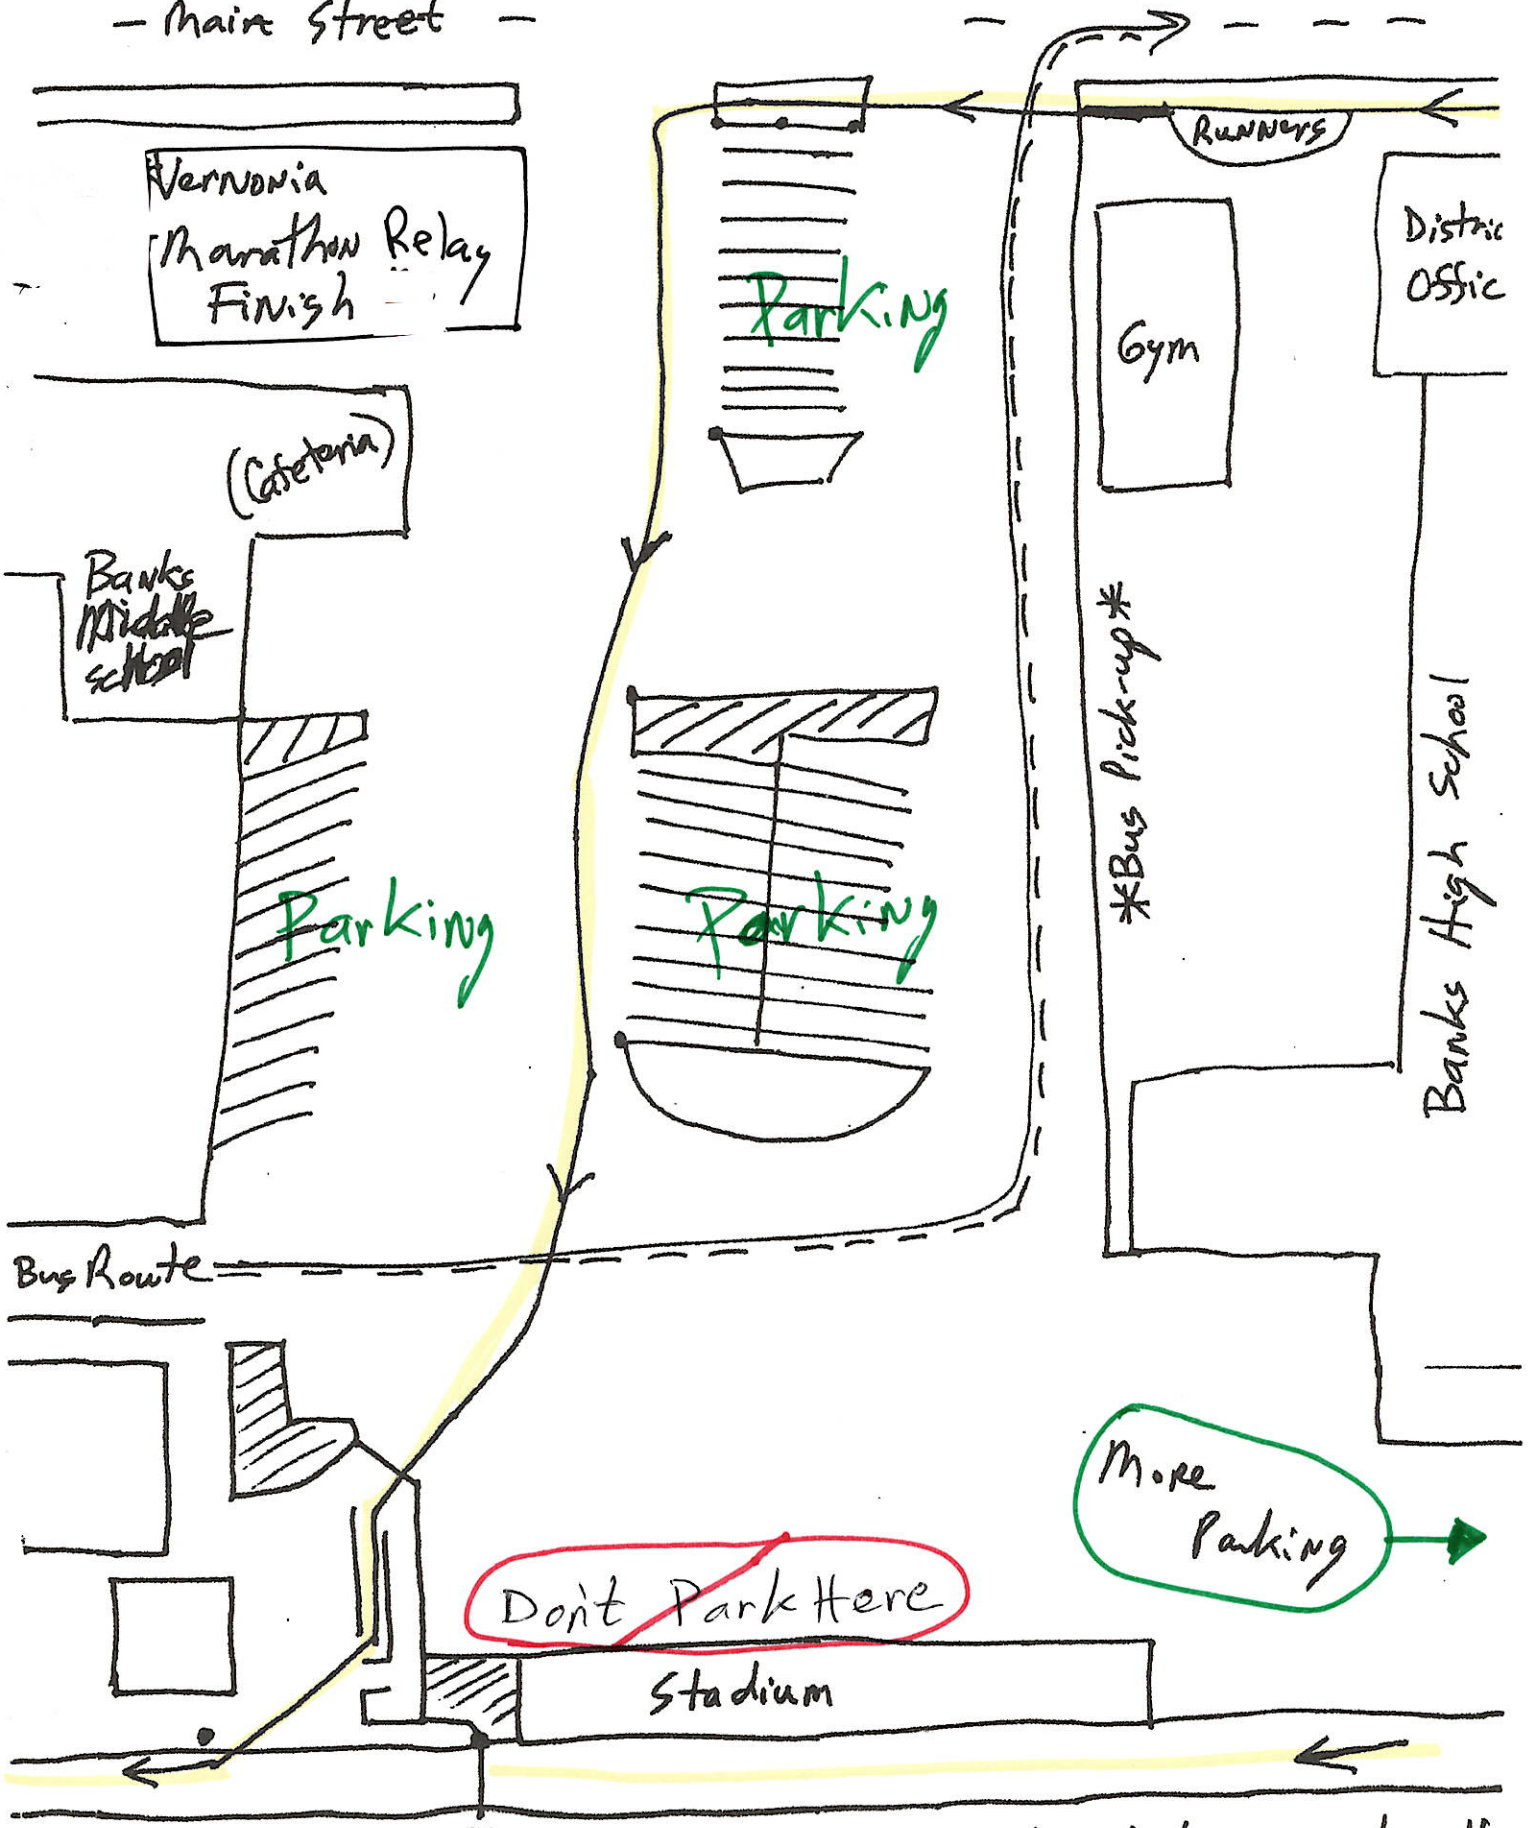 - Main Street -
Runners
Vernonia
Marathon Relay
Finish
Distric
Offic
Parking
Gym
(Cafeteria)
Banks
Middle
School
*Bus Pick-up*
Banks High School
Parking
Parking
Bus Route
More
Parking
Don't Park Here
Stadium